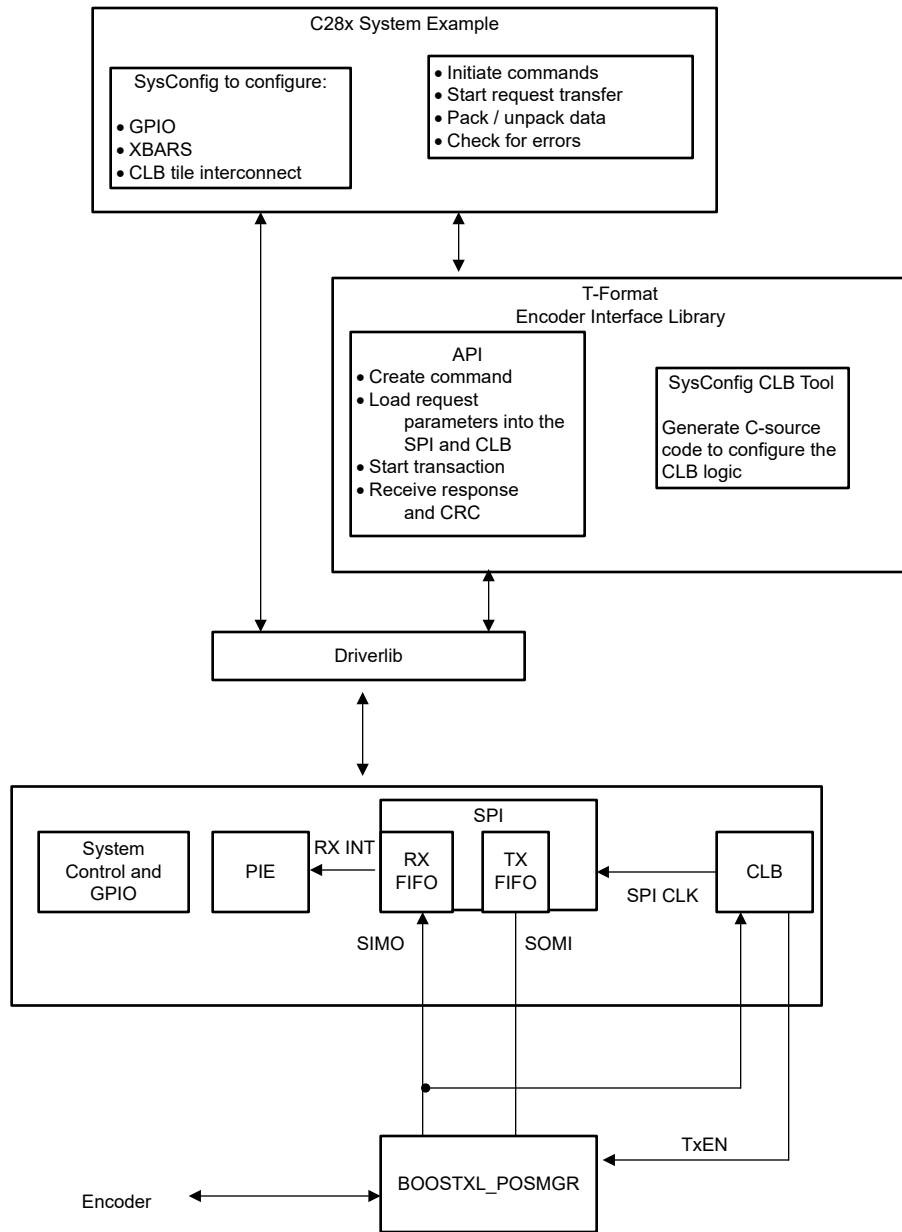 C28x System Example
SysConfig to configure:
• GPIO
• XBARS
• CLB tile interconnect
• Initiate commands
• Start request transfer
• Pack / unpack data
• Check for errors
T-Format
Encoder Interface Library
API
• Create command
• Load request
parameters into the
SPI and CLB
• Start transaction
• Receive response
and CRC
SysConfig CLB Tool
Generate C-source
code to configure the
CLB logic
Driverlib
System
Control and
GPIO
PIE
RX INT
SPI
RX
FIFO
TX
FIFO
SPI CLK
CLB
SIMO
SOMI
TxEN
BOOSTXL_POSMGR
Encoder